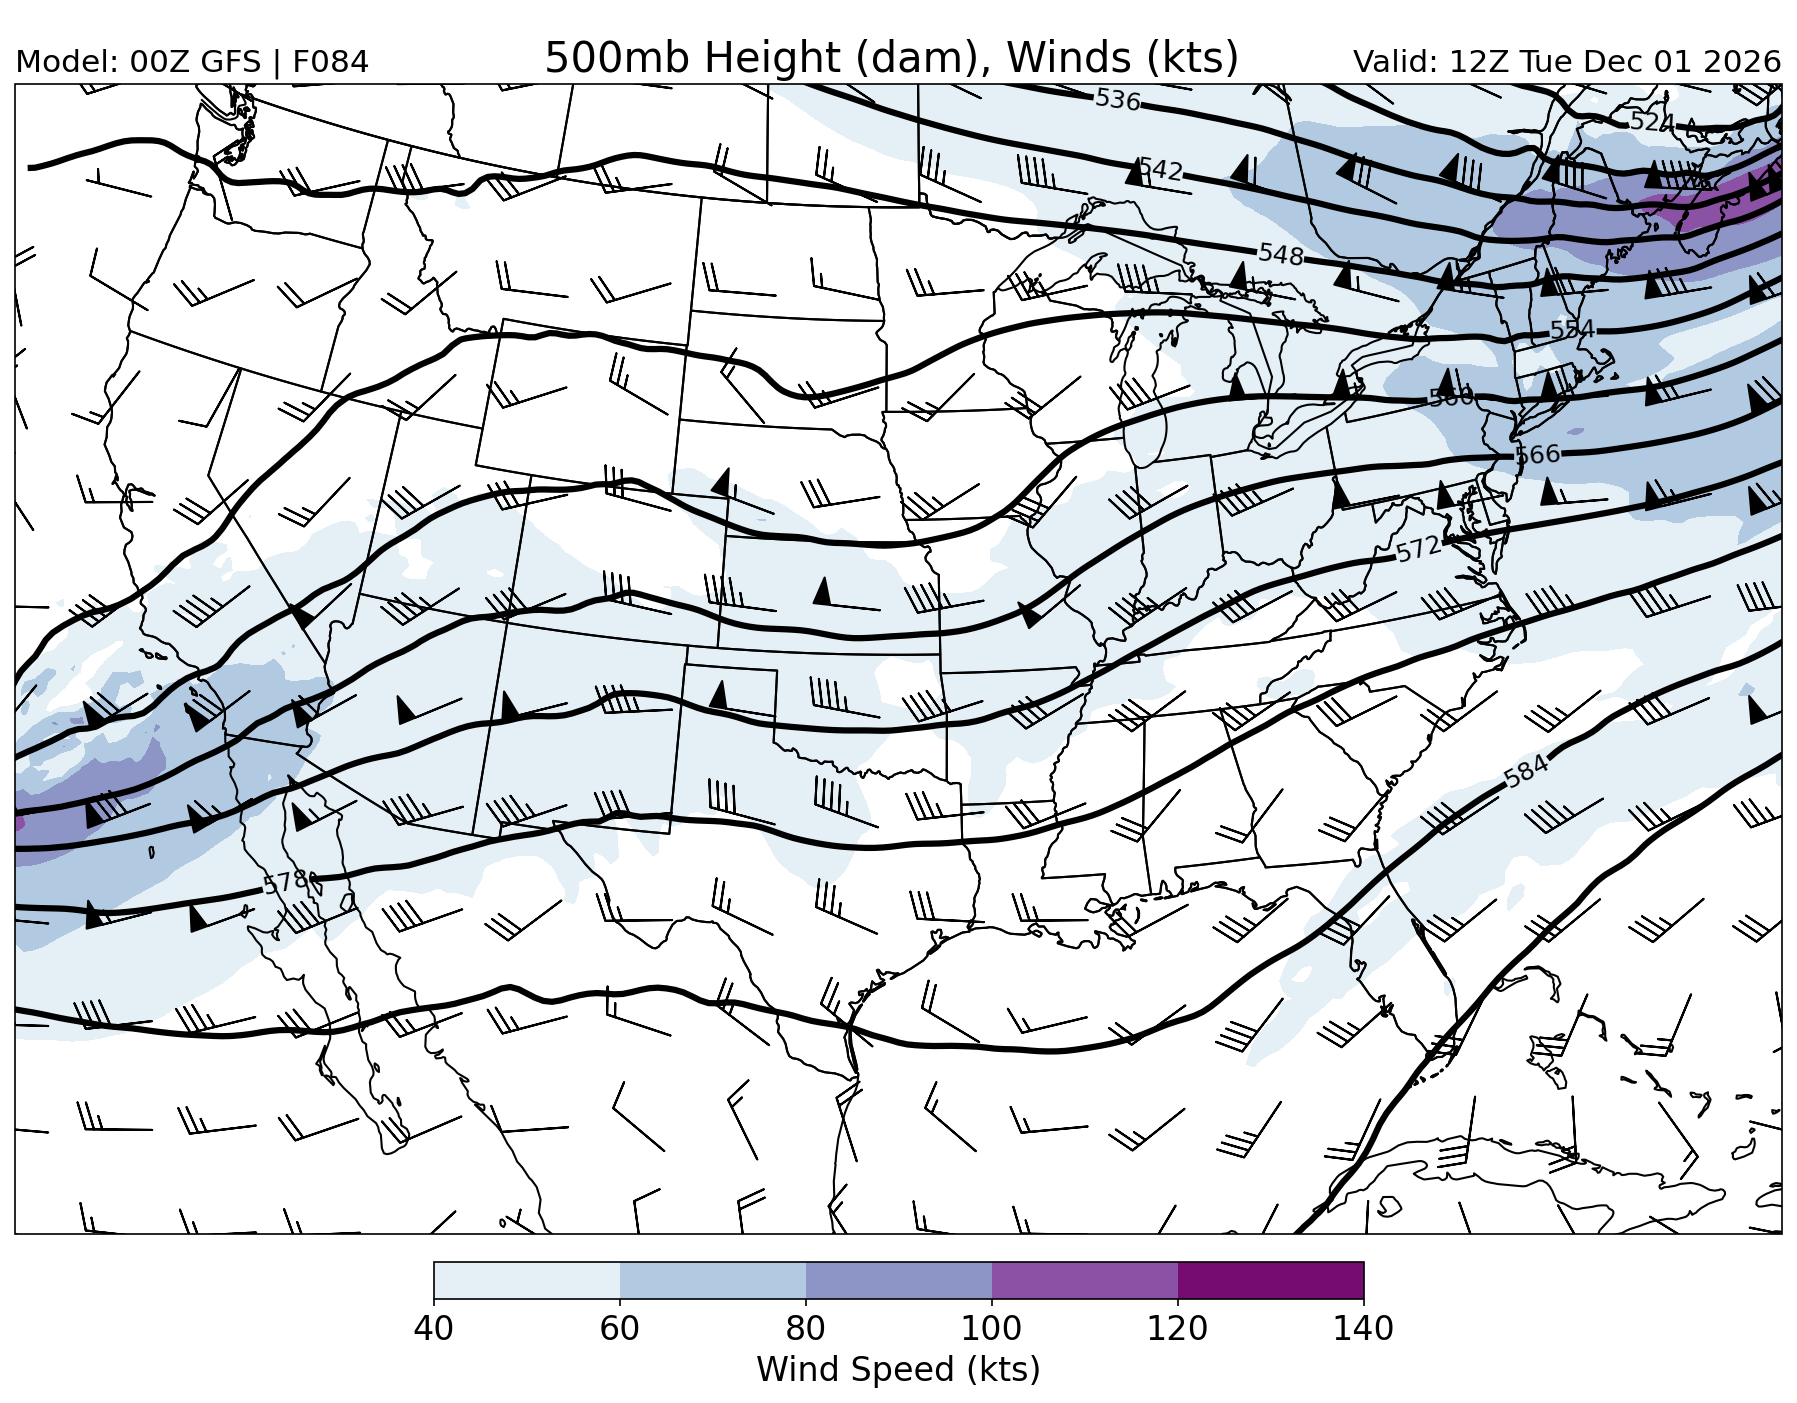 Model: 00Z GFS | F084
500mb Height (dam), Winds (kts)
Valid: 12Z Tue Dec 01 2026
536
524
542
548
554
560
566
572
584
578
40 60 80 100 120 140
Wind Speed (kts)